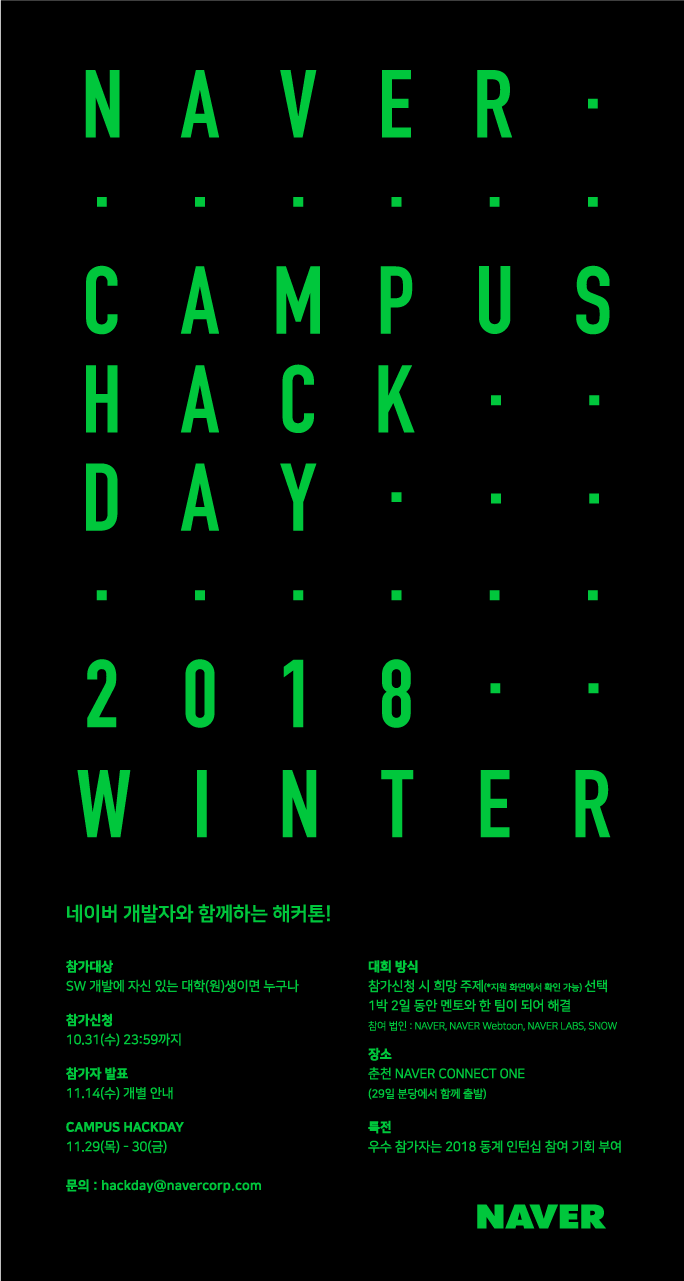 NAVER
CAMPUS
HACK
DAY
2018
WINTER
네이버 개발자와 함께하는 해커톤!
참가대상
SW 개발에 자신 있는 대학(원)생이면 누구나
참가신청
10.31(수) 23:59까지
참가자 발표
11.14(수) 개별 안내
CAMPUS HACKDAY
11.29(목) - 30(금)
문의 : hackday@navercorp.com
대회 방식
참가신청 시 희망 주제(*지원 화면에서 확인 가능) 선택
1박 2일 동안 멘토와 한 팀이 되어 해결
참여 법인 : NAVER, NAVER Webtoon, NAVER LABS, SNOW
장소
춘천 NAVER CONNECT ONE
(29일 분당에서 함께 출발)
특전
우수 참가자는 2018 동계 인턴십 참여 기회 부여
NAVER